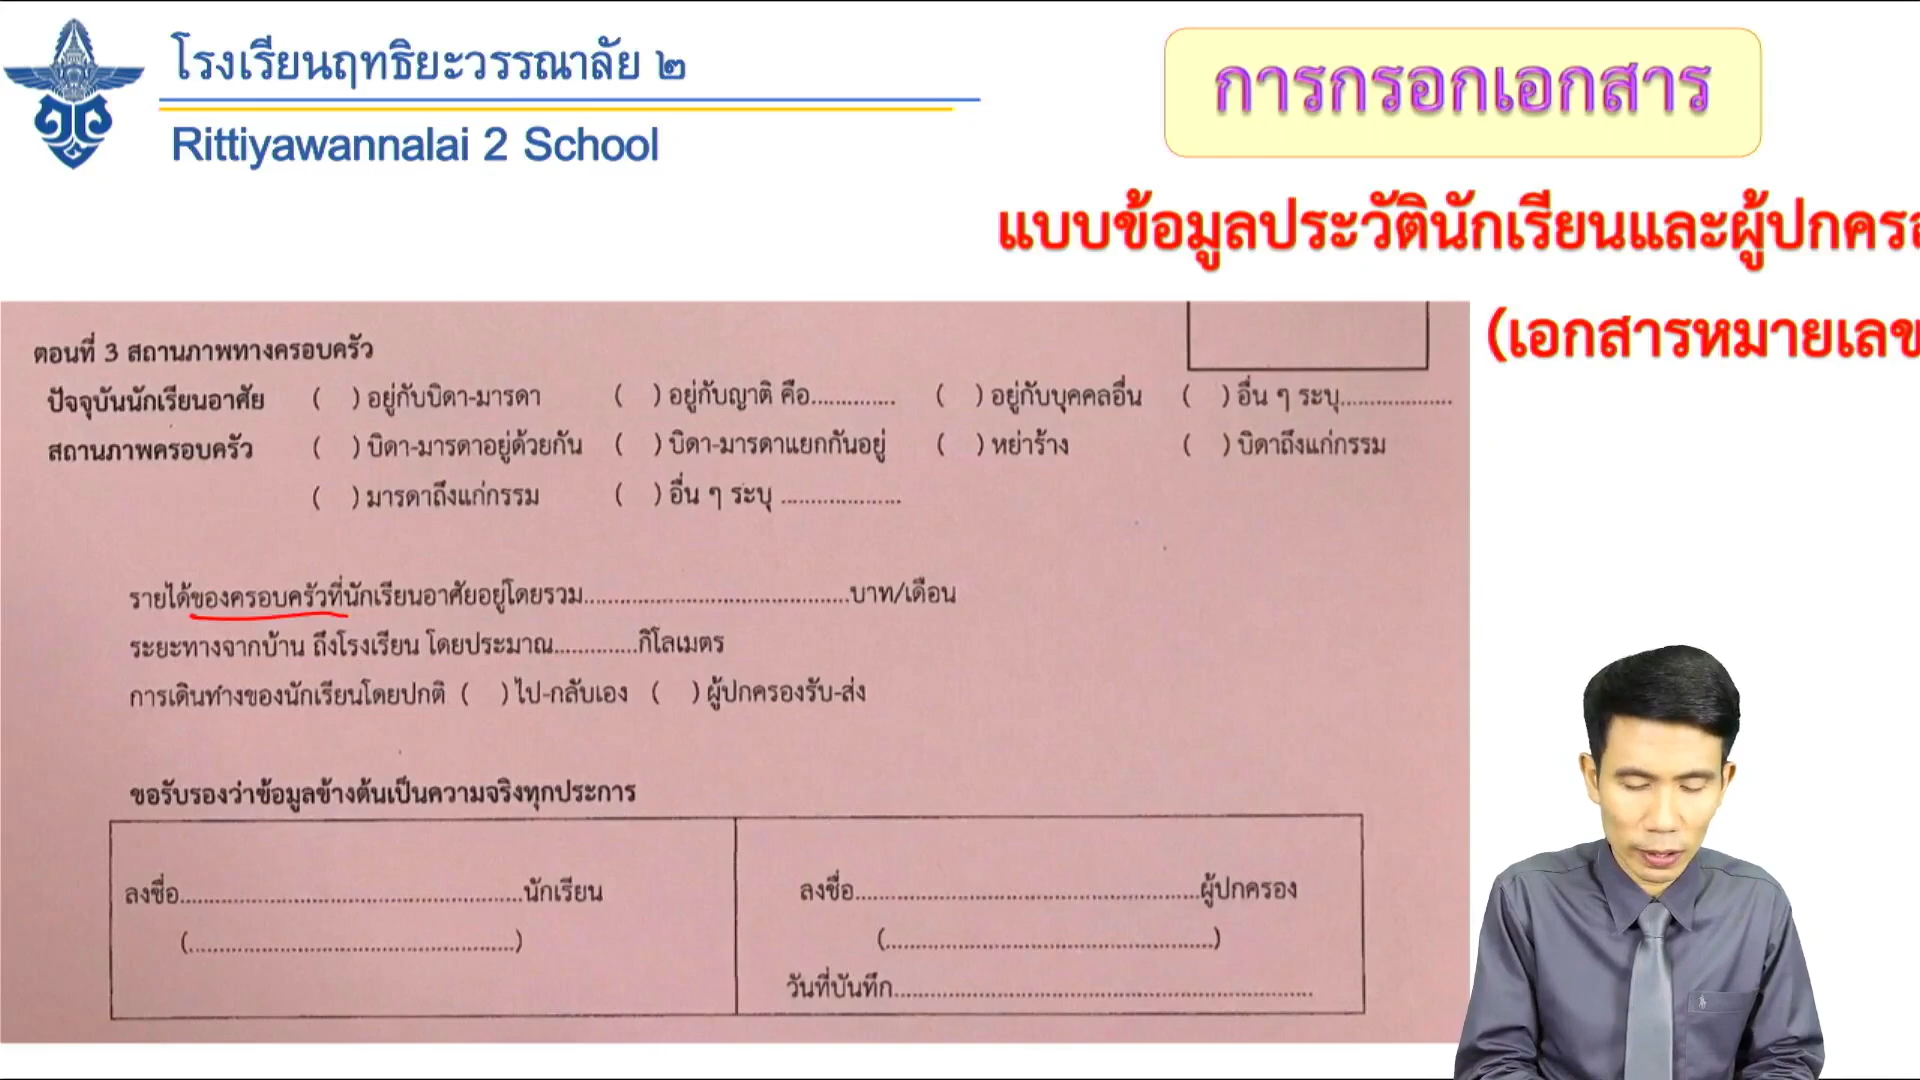 โรงเรียนฤทธิยะวรรณาลัย ๒
Rittiyawannalai 2 School
การกรอกเอกสาร
แบบข้อมูลประวัตินักเรียนและผู้ปกคร
(เอกสารหมายเลข
ตอนที่ 3 สถานภาพทางครอบครัว
ปัจจุบันนักเรียนอาศัย ( ) อยู่กับบิดา-มารดา ( ) อยู่กับญาติ คือ.............. ( ) อยู่กับบุคคลอื่น ( ) อื่น ๆ ระบุ...................
สถานภาพครอบครัว ( ) บิดา-มารดาอยู่ด้วยกัน ( ) บิดา-มารดาแยกกันอยู่ ( ) หย่าร้าง ( ) บิดาถึงแก่กรรม
( ) มารดาถึงแก่กรรม ( ) อื่น ๆ ระบุ ....................
รายได้ของครอบครัวที่นักเรียนอาศัยอยู่โดยรวม.............................................บาท/เดือน
ระยะทางจากบ้าน ถึงโรงเรียน โดยประมาณ..............กิโลเมตร
การเดินทางของนักเรียนโดยปกติ ( ) ไป-กลับเอง ( ) ผู้ปกครองรับ-ส่ง
ขอรับรองว่าข้อมูลข้างต้นเป็นความจริงทุกประการ
ลงชื่อ..........................................................นักเรียน
(.......................................................)
ลงชื่อ..........................................................ผู้ปกครอง
(.......................................................)
วันที่บันทึก......................................................................